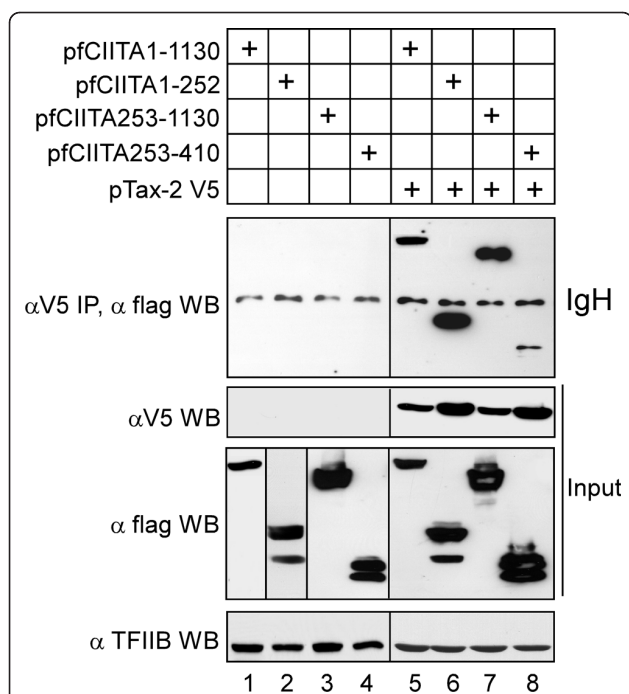 pfCIITA1-1130 + +
pfCIITA1-252 + +
pfCIITA253-1130 + +
pfCIITA253-410 + +
pTax-2 V5 + + + +
αV5 IP, α flag WB IgH
αV5 WB
Input
α flag WB
α TFIIB WB
1 2 3 4 5 6 7 8